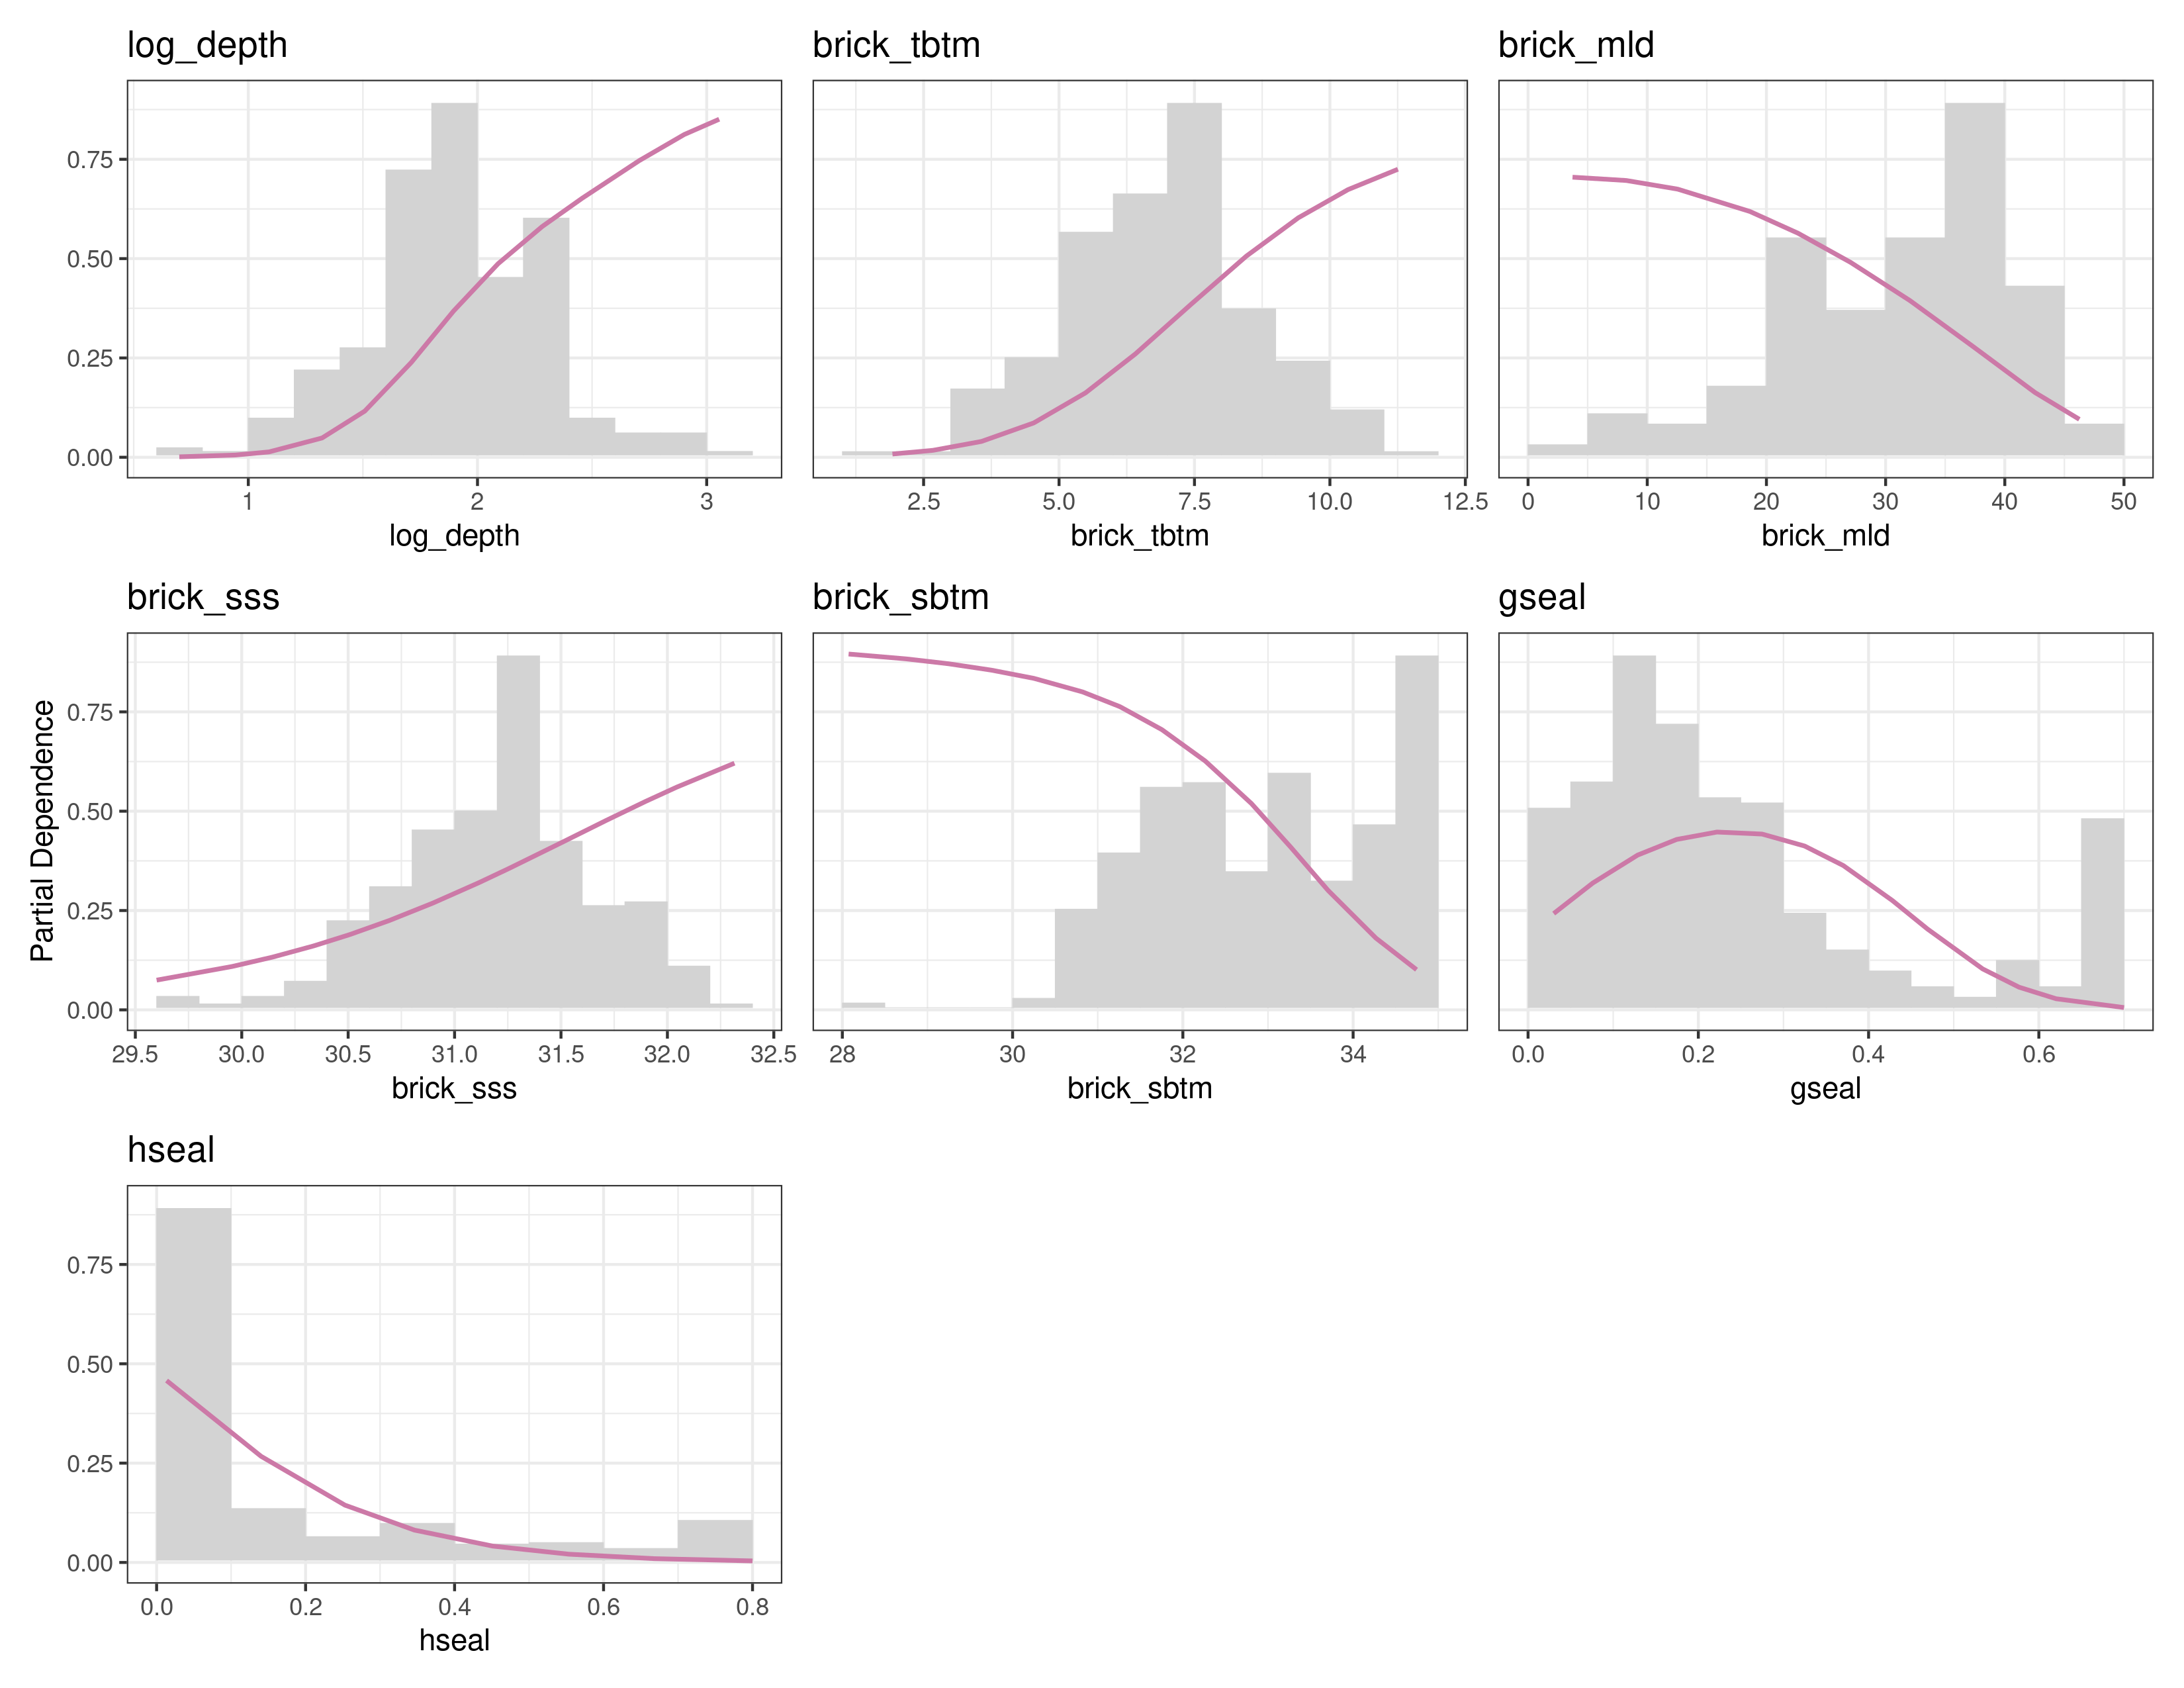 log_depth
brick_tbtm
brick_mld
0.75
0.50
0.25
0.00
1 2 3
2.5 5.0 7.5 10.0 12.5
0 10 20 30 40 50
log_depth
brick_tbtm
brick_mld
brick_sss
brick_sbtm
gseal
Partial Dependence
0.75
0.50
0.25
0.00
29.5 30.0 30.5 31.0 31.5 32.0 32.5
28 30 32 34
0.0 0.2 0.4 0.6
brick_sss
brick_sbtm
gseal
hseal
0.75
0.50
0.25
0.00
0.0 0.2 0.4 0.6 0.8
hseal